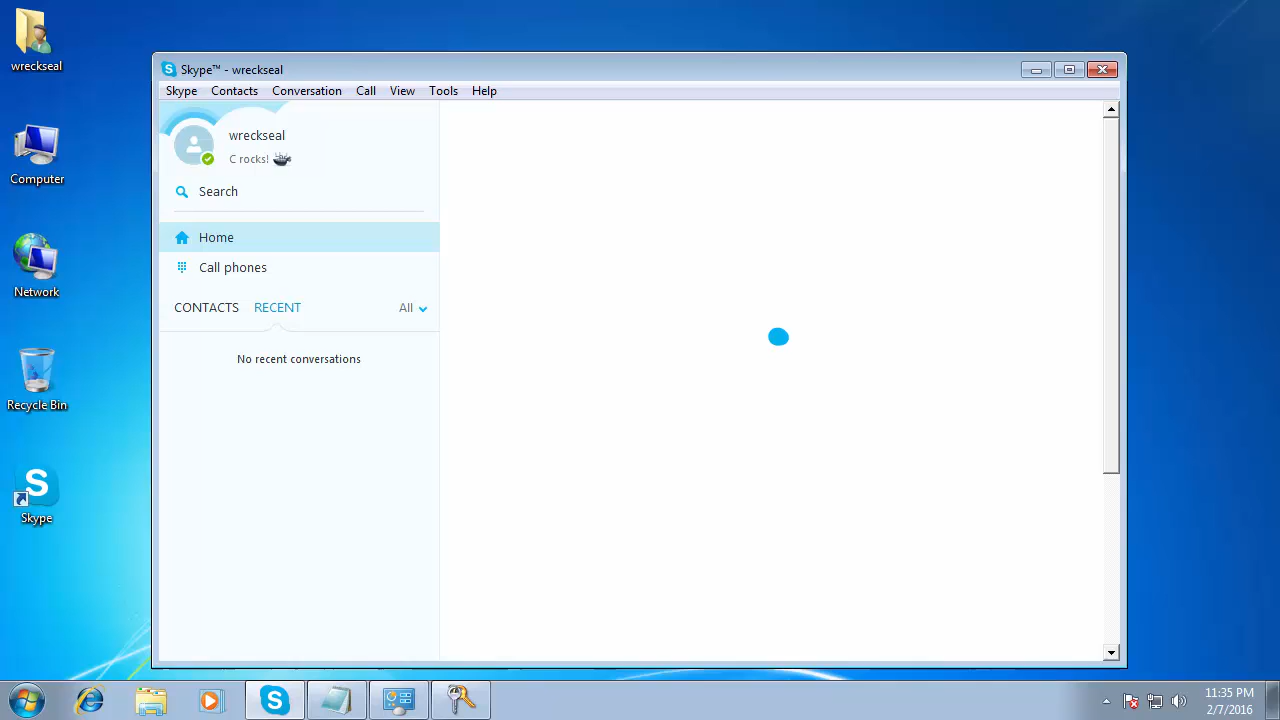 wreckseal
Computer
Network
Recycle Bin
S
Skype
Skype™ - wreckseal
Skype Contacts Conversation Call View Tools Help
wreckseal
C rocks!
Search
Home
Call phones
CONTACTS RECENT All
No recent conversations
11:35 PM
2/7/2016